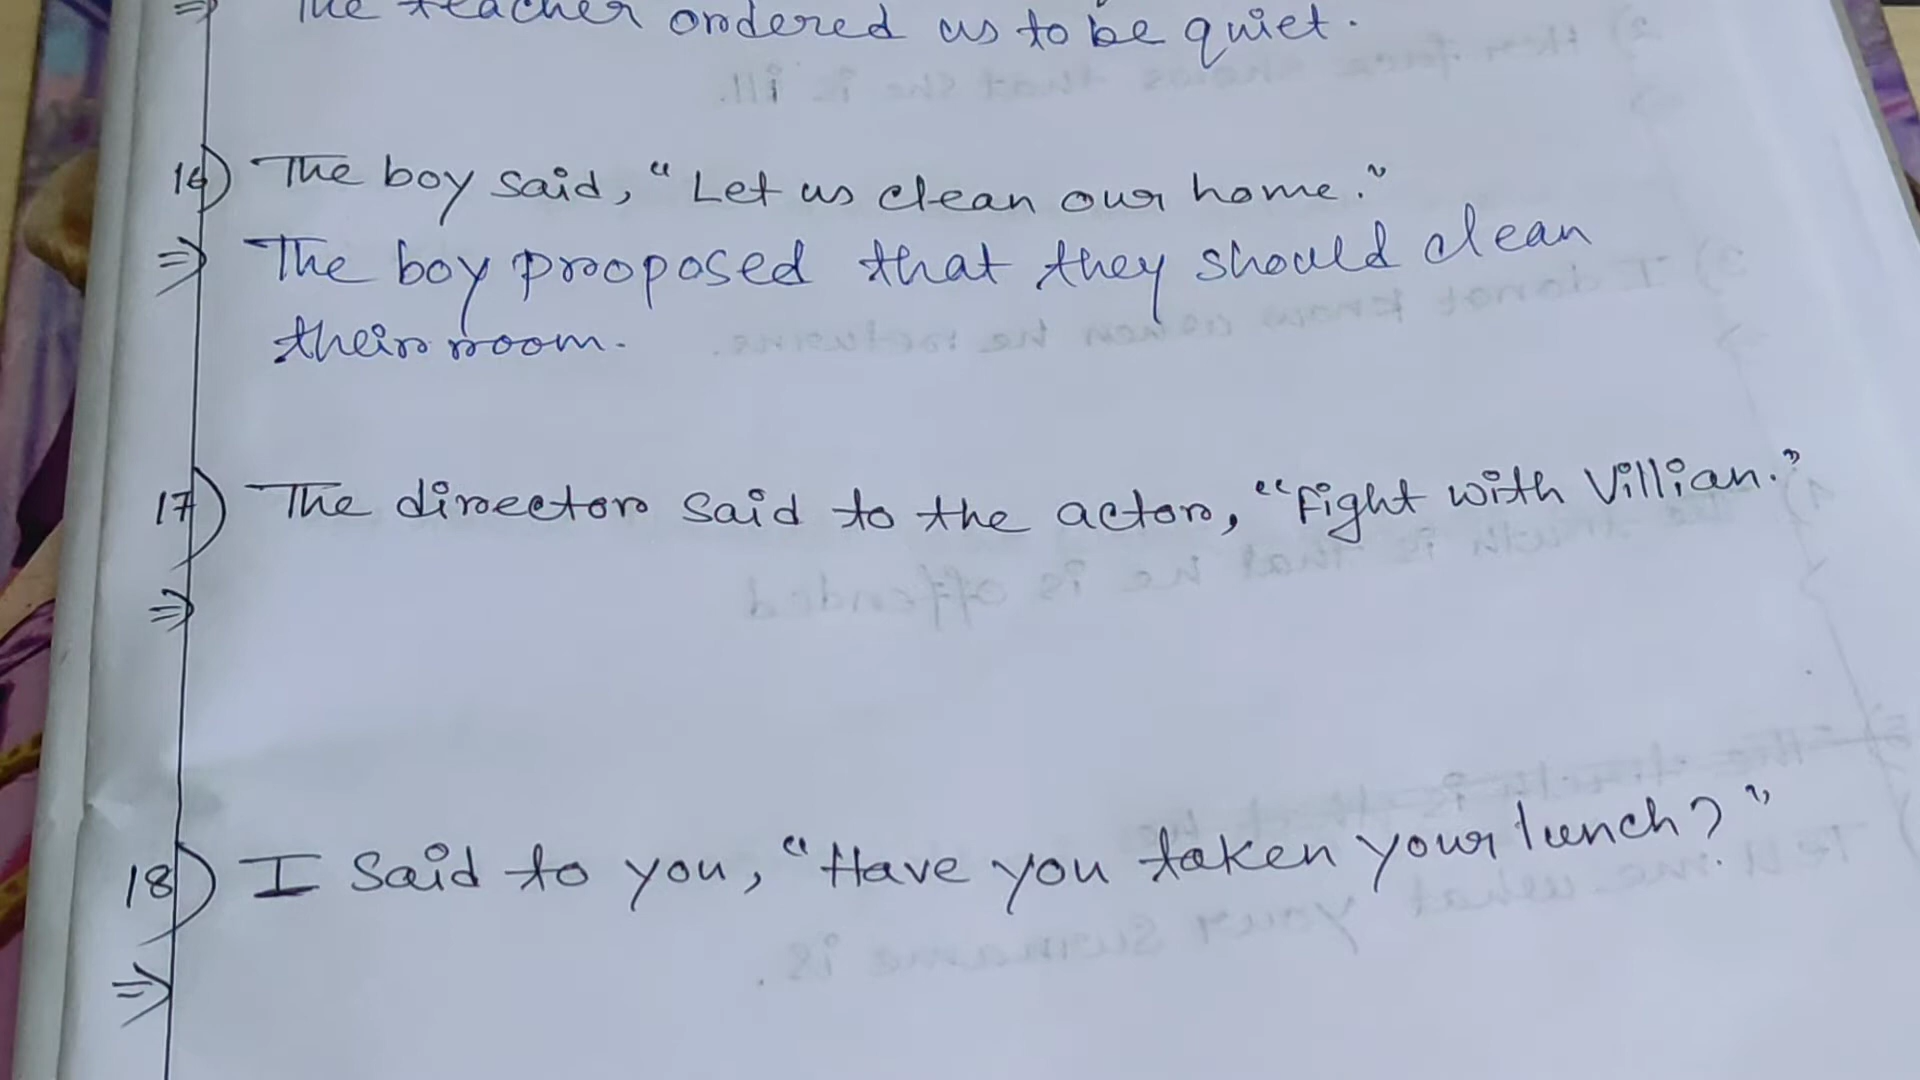 ⇒ The teacher ordered us to be quiet.
16) The boy said, "Let us clean our home."
⇒ The boy proposed that they should clean
their room.
17) The director said to the actor, "Fight with Villian."
⇒
18) I said to you, "Have you taken your lunch?"
⇒